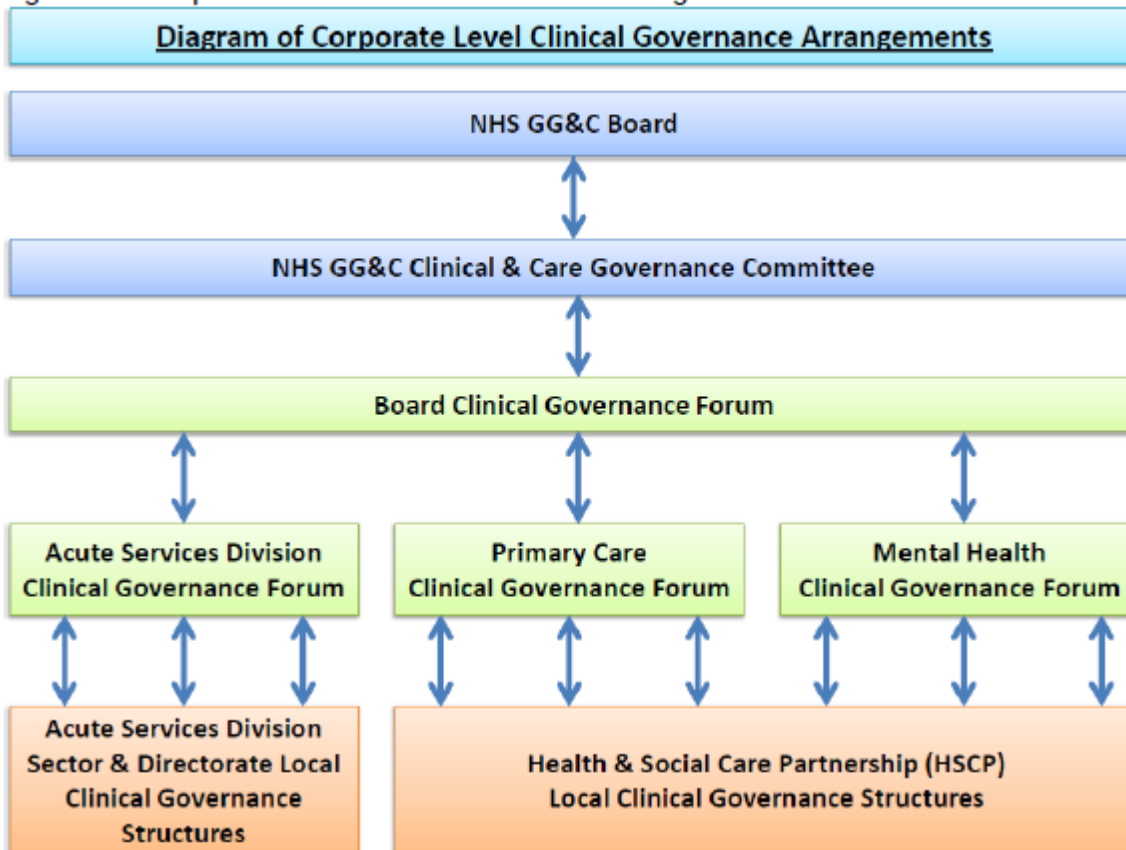 Diagram of Corporate Level Clinical Governance Arrangements
NHS GG&C Board
NHS GG&C Clinical & Care Governance Committee
Board Clinical Governance Forum
Acute Services Division
Clinical Governance Forum
Primary Care
Clinical Governance Forum
Mental Health
Clinical Governance Forum
Acute Services Division
Sector & Directorate Local
Clinical Governance
Structures
Health & Social Care Partnership (HSCP)
Local Clinical Governance Structures